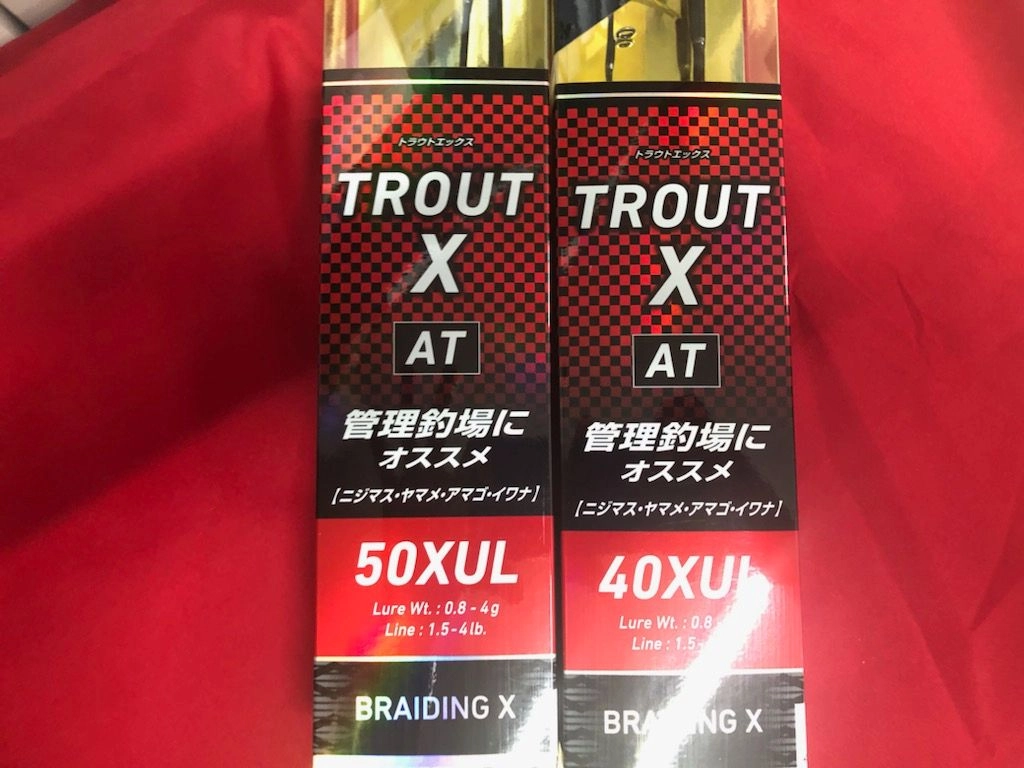 トラウトエックス
TROUT
X
AT
管理釣場に
オススメ
【ニジマス・ヤマメ・アマゴ・イワナ】
50XUL
Lure Wt. : 0.8 - 4g
Line : 1.5-4lb.
BRAIDING X
トラウトエックス
TROUT
X
AT
管理釣場に
オススメ
【ニジマス・ヤマメ・アマゴ・イワナ】
40XUL
Lure Wt. : 0.8
Line : 1.5-
BRAIDING X